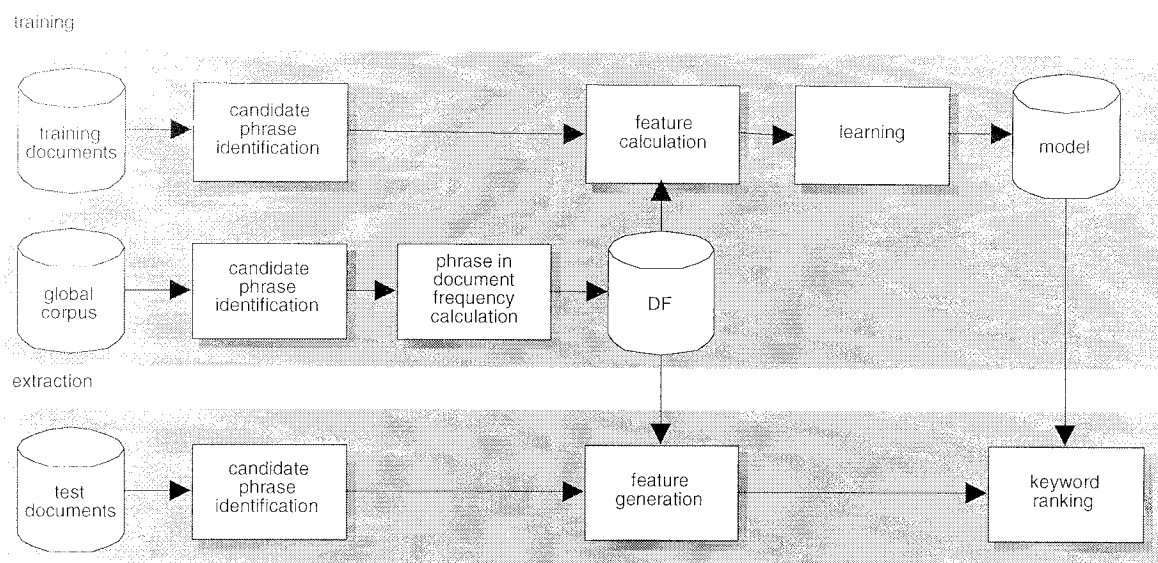 training
training
documents
candidate
phrase
identification
feature
calculation
learning
model
global
corpus
candidate
phrase
identification
phrase in
document
frequency
calculation
DF
extraction
test
documents
candidate
phrase
identification
feature
generation
keyword
ranking